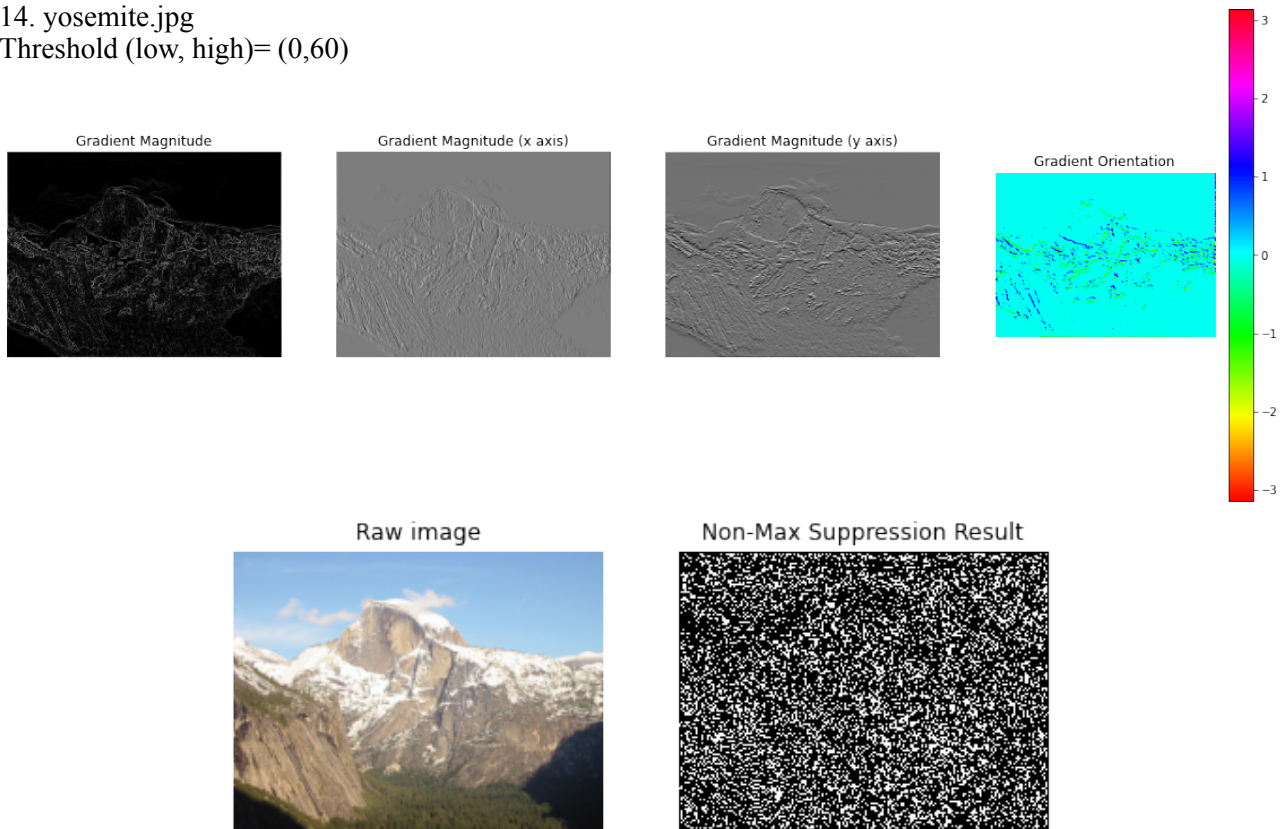 14. yosemite.jpg
Threshold (low, high)= (0,60)
Gradient Magnitude
Gradient Magnitude (x axis)
Gradient Magnitude (y axis)
Gradient Orientation
3
2
1
0
−1
−2
−3
Raw image
Non-Max Suppression Result